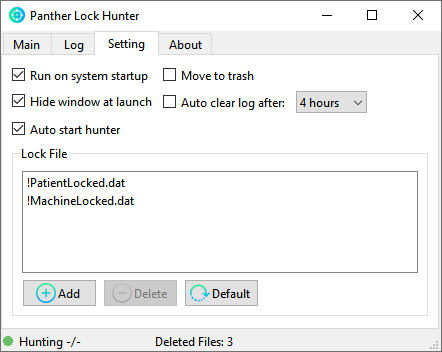 Panther Lock Hunter
Main Log Setting About
Run on system startup Move to trash
Hide window at launch Auto clear log after: 4 hours
Auto start hunter
Lock File
!PatientLocked.dat
!MachineLocked.dat
Add Delete Default
Hunting -/- Deleted Files: 3